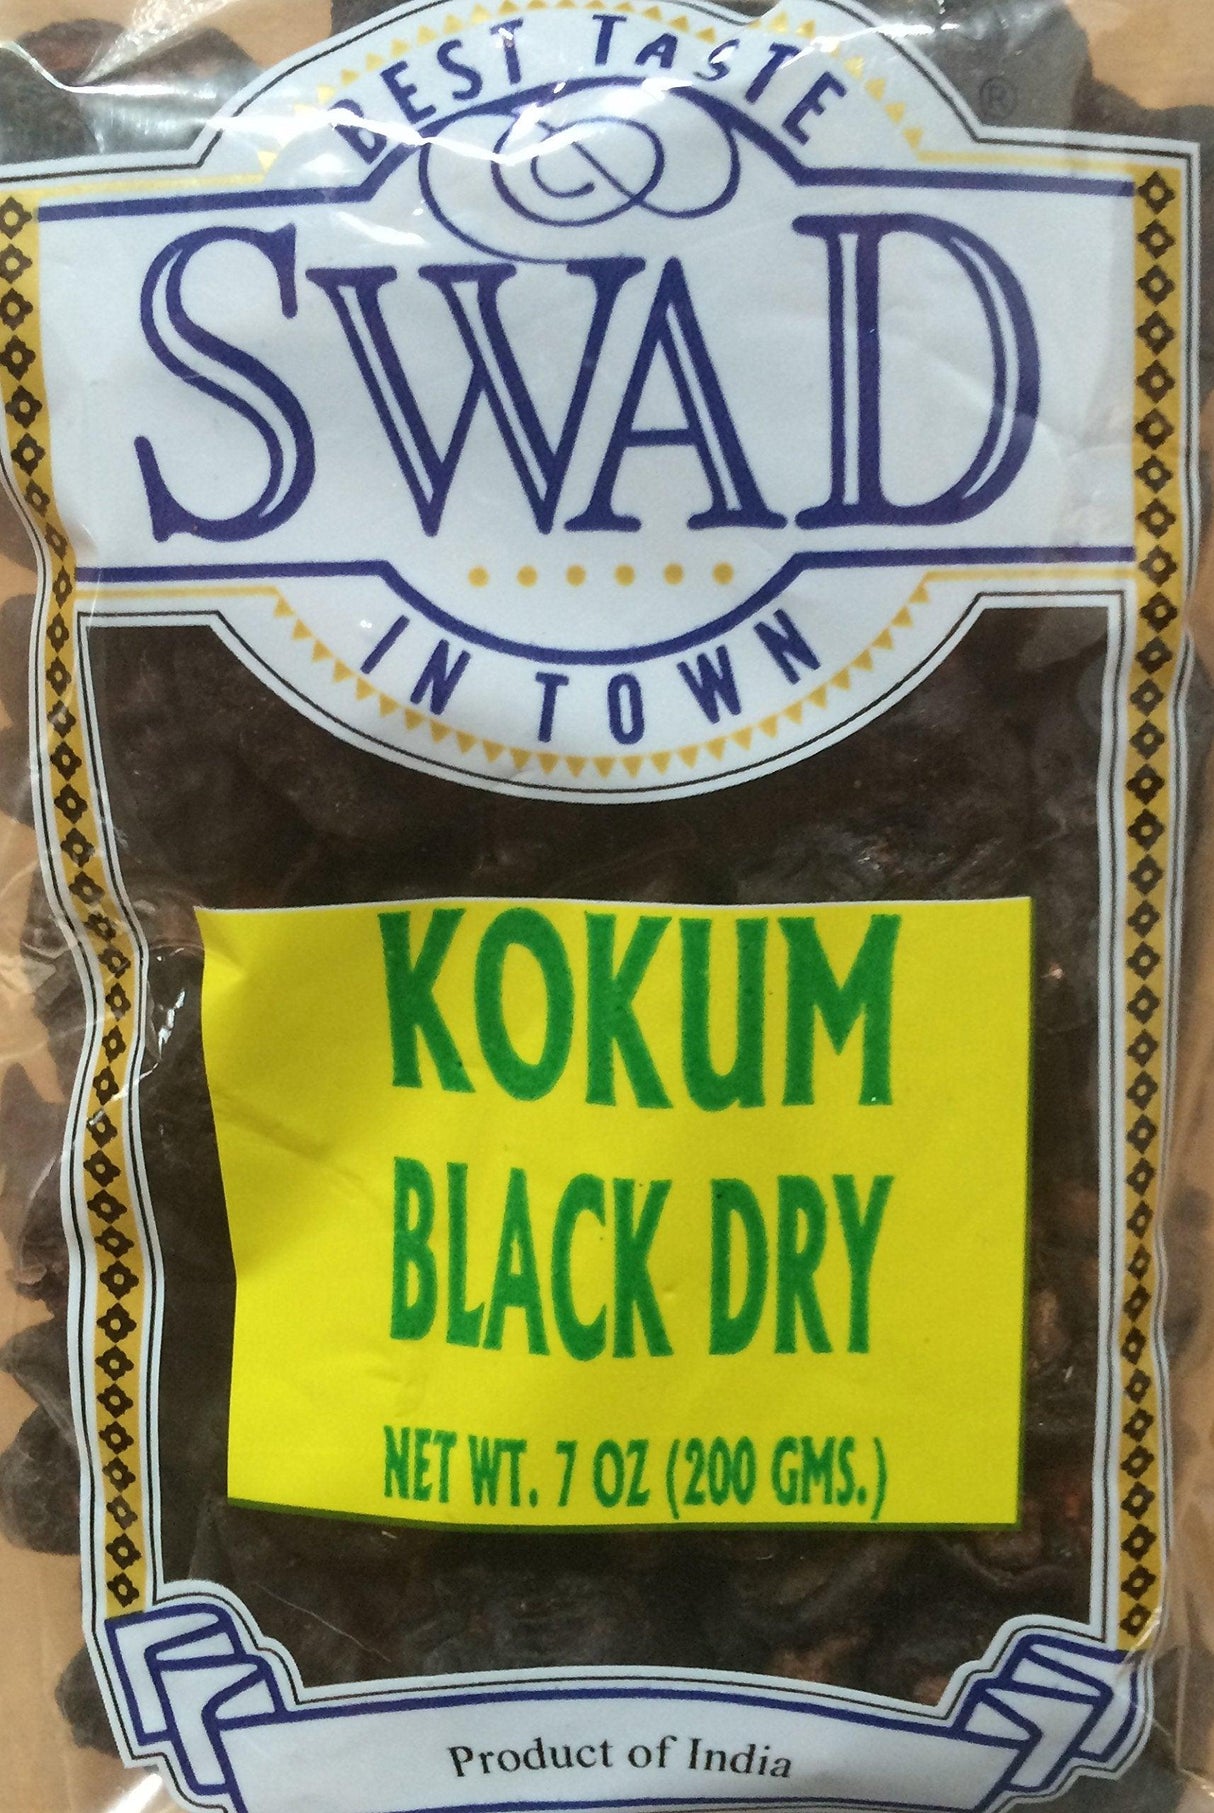 BEST TASTE
®
SWAD
IN TOWN
KOKUM
BLACK DRY
NET WT. 7 OZ (200 GMS.)
Product of India